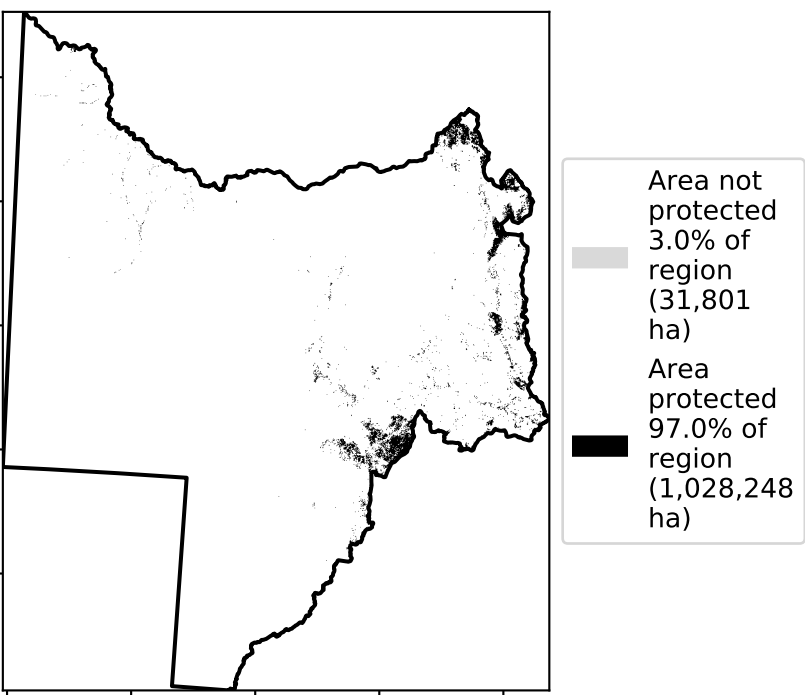 Area not
protected
3.0% of
region
(31,801
ha)
Area
protected
97.0% of
region
(1,028,248
ha)